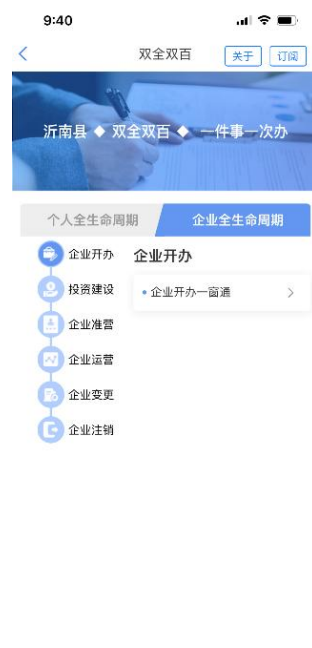 9:40
双全双百
关于
订阅
沂南县 ◆ 双全双百 ◆ 一件事一次办
个人全生命周期
企业全生命周期
企业开办
投资建设
企业准营
企业运营
企业变更
企业注销
企业开办
• 企业开办一窗通